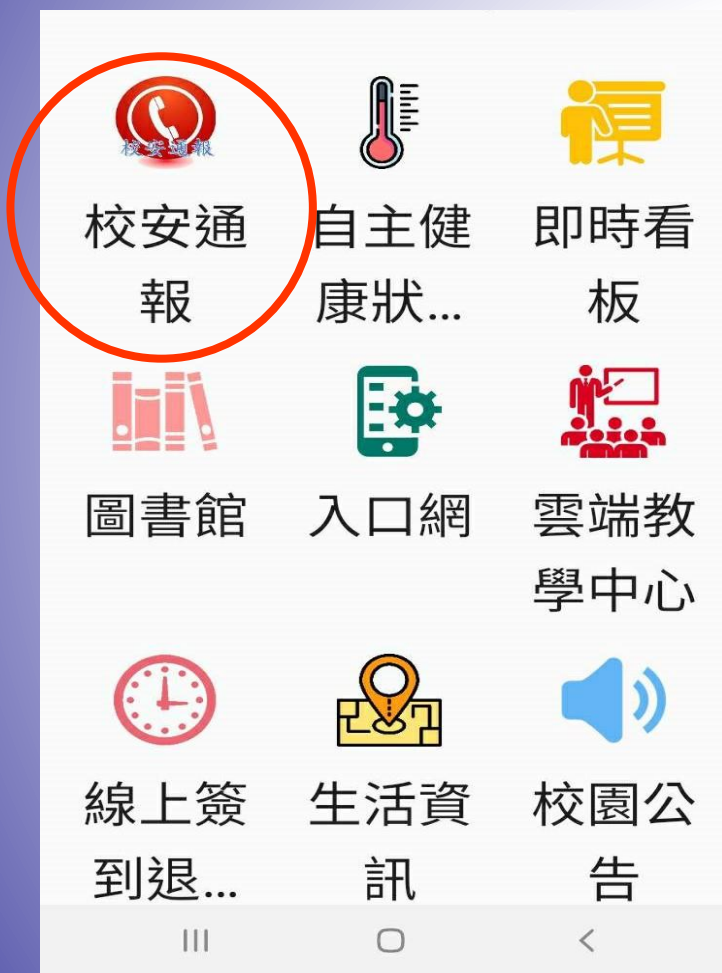 校安通報
校安通
報
自主健
康狀...
即時看
板
圖書館
入口網
雲端教
學中心
線上簽
到退...
生活資
訊
校園公
告